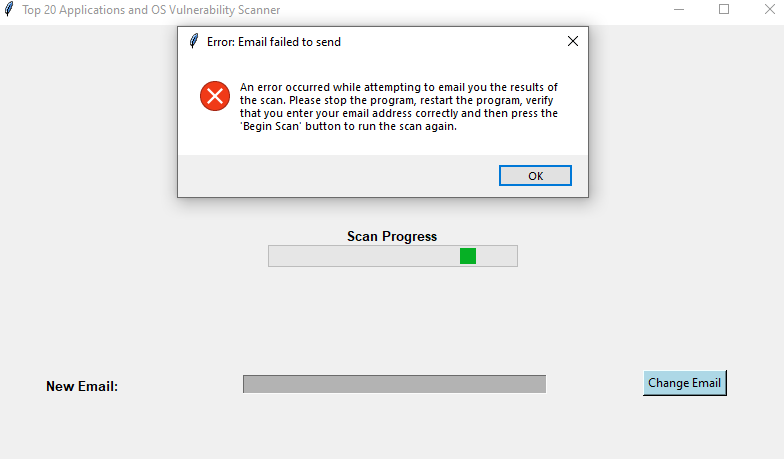 Top 20 Applications and OS Vulnerability Scanner
Error: Email failed to send
An error occurred while attempting to email you the results of
the scan. Please stop the program, restart the program, verify
that you enter your email address correctly and then press the
'Begin Scan' button to run the scan again.
OK
Scan Progress
New Email:
Change Email